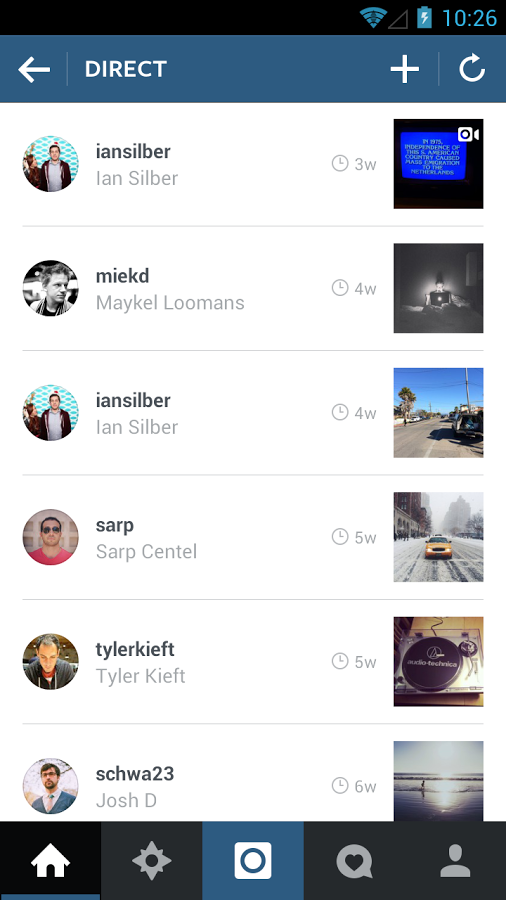 10:26
DIRECT
iansilber
Ian Silber
3w
IN 1975,
INDEPENDENCE OF
THIS S. AMERICAN
COUNTRY CAUSED
MASS EMIGRATION
TO THE
NETHERLANDS
miekd
Maykel Loomans
4w
iansilber
Ian Silber
4w
sarp
Sarp Centel
5w
tylerkieft
Tyler Kieft
5w
audio-technica
schwa23
Josh D
6w